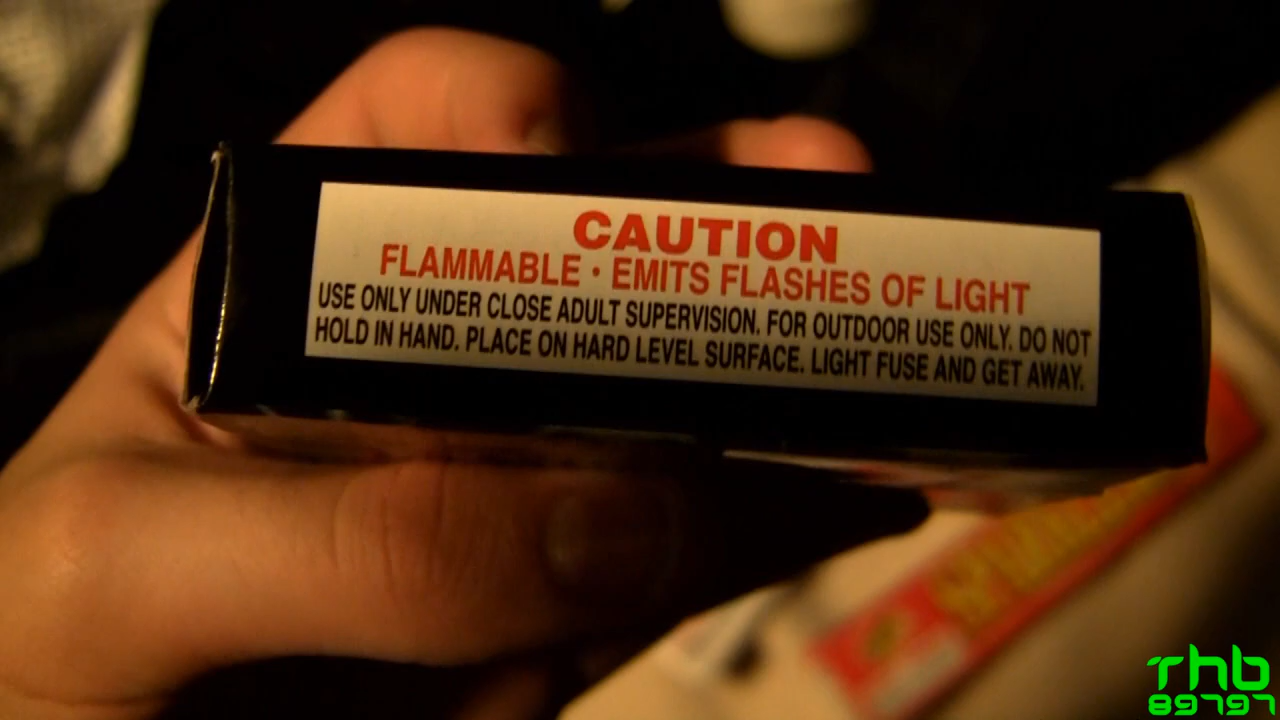 CAUTION
FLAMMABLE • EMITS FLASHES OF LIGHT
USE ONLY UNDER CLOSE ADULT SUPERVISION. FOR OUTDOOR USE ONLY. DO NOT
HOLD IN HAND. PLACE ON HARD LEVEL SURFACE. LIGHT FUSE AND GET AWAY.
rhb
89797